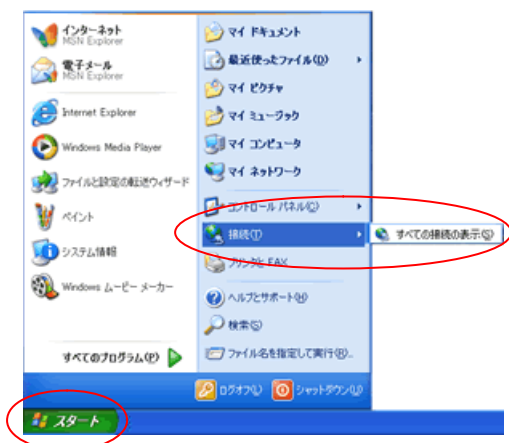 インターネット
MSN Explorer
電子メール
MSN Explorer
Internet Explorer
Windows Media Player
ファイルと設定の転送ウィザード
ペイント
システム情報
Windows ムービー メーカー
すべてのプログラム(P)
マイ ドキュメント
最近使ったファイル(D)
マイ ピクチャ
マイ ミュージック
マイ コンピュータ
マイ ネットワーク
コントロール パネル(C)
接続(T)
すべての接続の表示(S)
プリンタと FAX
ヘルプとサポート(H)
検索(S)
ファイル名を指定して実行(R)...
ログオフ(L)
シャットダウン(U)
スタート